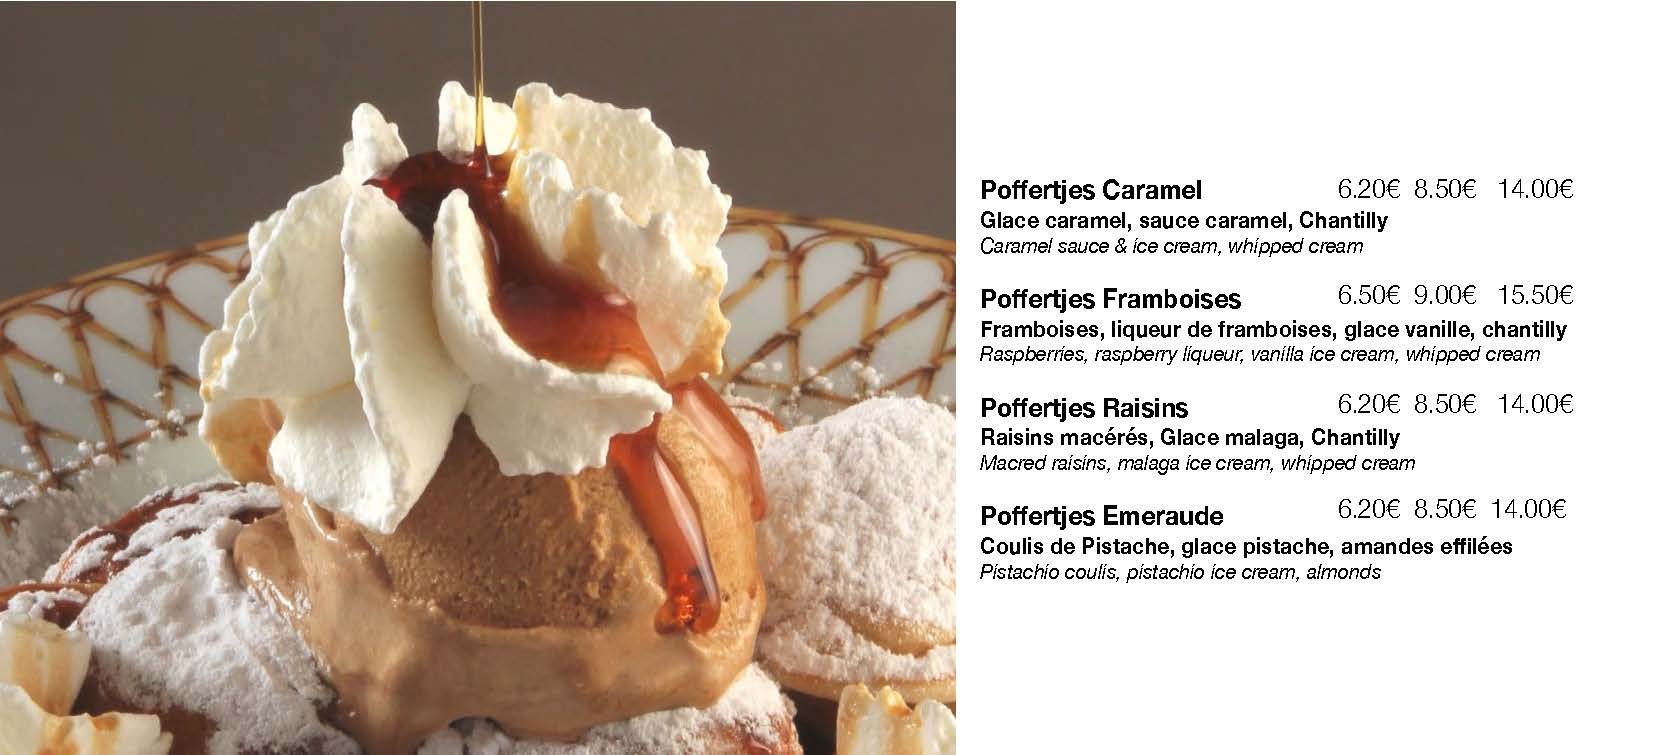 Poffertjes Caramel 6.20€ 8.50€ 14.00€
Glace caramel, sauce caramel, Chantilly
Caramel sauce & ice cream, whipped cream
Poffertjes Framboises 6.50€ 9.00€ 15.50€
Framboises, liqueur de framboises, glace vanille, chantilly
Raspberries, raspberry liqueur, vanilla ice cream, whipped cream
Poffertjes Raisins 6.20€ 8.50€ 14.00€
Raisins macérés, Glace malaga, Chantilly
Macred raisins, malaga ice cream, whipped cream
Poffertjes Emeraude 6.20€ 8.50€ 14.00€
Coulis de Pistache, glace pistache, amandes effilées
Pistachio coulis, pistachio ice cream, almonds